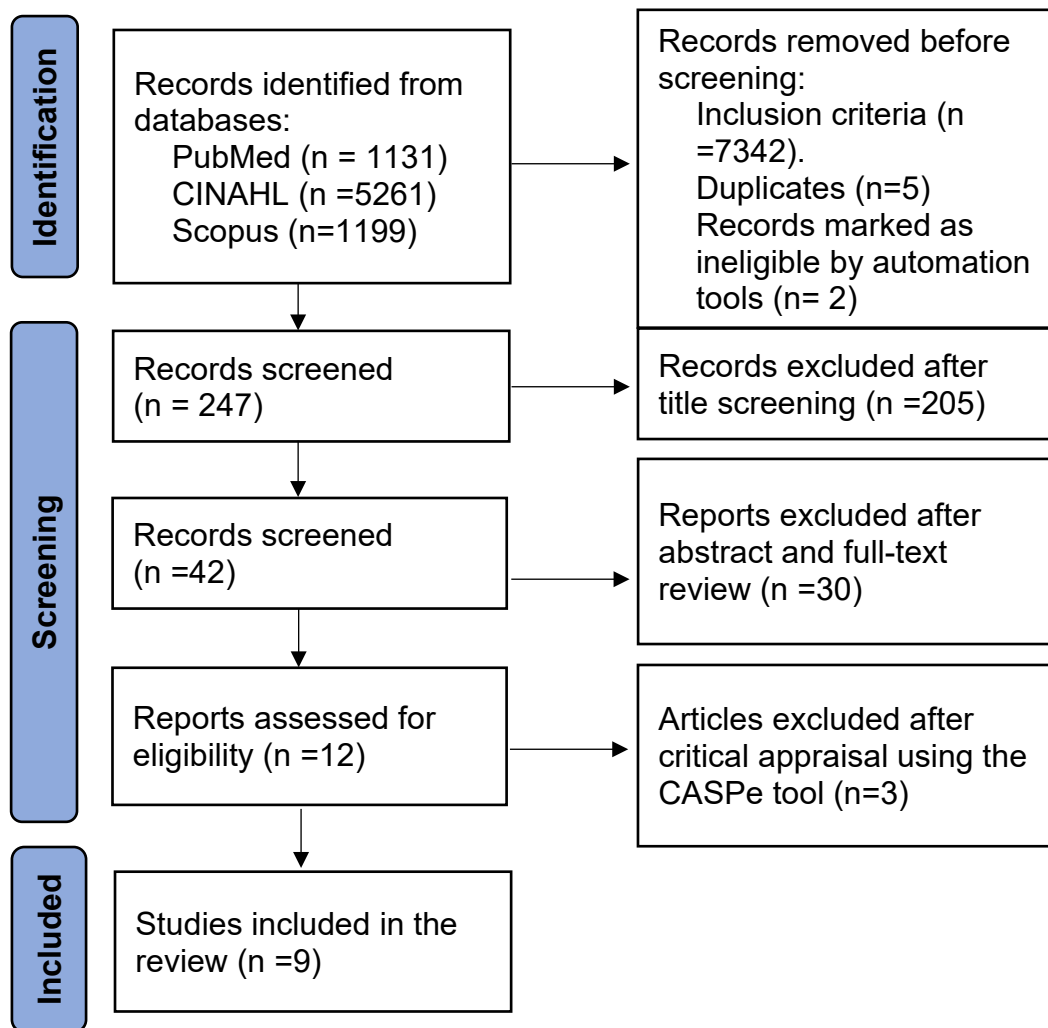 Identification
Records identified from
databases:
PubMed (n = 1131)
CINAHL (n =5261)
Scopus (n=1199)
Records removed before
screening:
Inclusion criteria (n
=7342).
Duplicates (n=5)
Records marked as
ineligible by automation
tools (n= 2)
Screening
Records screened
(n = 247)
Records excluded after
title screening (n =205)
Records screened
(n =42)
Reports excluded after
abstract and full-text
review (n =30)
Reports assessed for
eligibility (n =12)
Articles excluded after
critical appraisal using the
CASPe tool (n=3)
Included
Studies included in the
review (n =9)